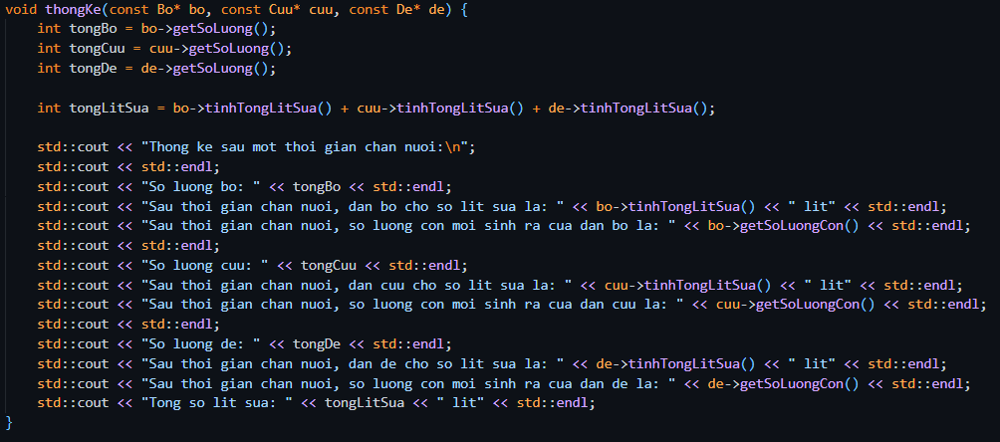 void thongKe(const Bo* bo, const Cuu* cuu, const De* de) {
    int tongBo = bo->getSoLuong();
    int tongCuu = cuu->getSoLuong();
    int tongDe = de->getSoLuong();

    int tongLitSua = bo->tinhTongLitSua() + cuu->tinhTongLitSua() + de->tinhTongLitSua();

    std::cout << "Thong ke sau mot thoi gian chan nuoi:\n";
    std::cout << std::endl;
    std::cout << "So luong bo: " << tongBo << std::endl;
    std::cout << "Sau thoi gian chan nuoi, dan bo cho so lit sua la: " << bo->tinhTongLitSua() << " lit" << std::endl;
    std::cout << "Sau thoi gian chan nuoi, so luong con moi sinh ra cua dan bo la: " << bo->getSoLuongCon() << std::endl;
    std::cout << std::endl;
    std::cout << "So luong cuu: " << tongCuu << std::endl;
    std::cout << "Sau thoi gian chan nuoi, dan cuu cho so lit sua la: " << cuu->tinhTongLitSua() << " lit" << std::endl;
    std::cout << "Sau thoi gian chan nuoi, so luong con moi sinh ra cua dan cuu la: " << cuu->getSoLuongCon() << std::endl;
    std::cout << std::endl;
    std::cout << "So luong de: " << tongDe << std::endl;
    std::cout << "Sau thoi gian chan nuoi, dan de cho so lit sua la: " << de->tinhTongLitSua() << " lit" << std::endl;
    std::cout << "Sau thoi gian chan nuoi, so luong con moi sinh ra cua dan de la: " << de->getSoLuongCon() << std::endl;
    std::cout << "Tong so lit sua: " << tongLitSua << " lit" << std::endl;
}